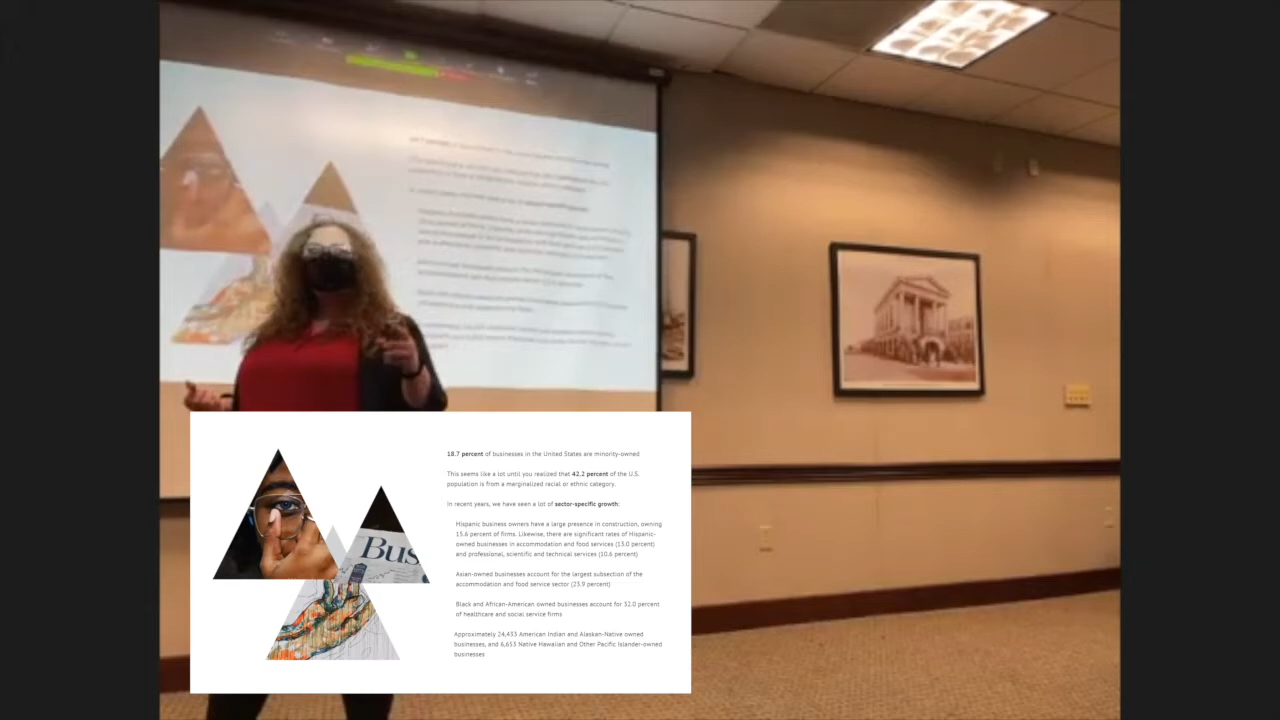 18.7 percent of businesses in the United States are minority-owned
This seems like a lot until you realized that 42.2 percent of the U.S.
population is from a marginalized racial or ethnic category.
In recent years, we have seen a lot of sector-specific growth:
Hispanic business owners have a large presence in construction, owning
15.6 percent of firms. Likewise, there are significant rates of Hispanic-
owned businesses in accommodation and food services (13.0 percent)
and professional, scientific and technical services (10.6 percent)
Asian-owned businesses account for the largest subsection of the
accommodation and food service sector (23.9 percent)
Black and African-American owned businesses account for 32.0 percent
of healthcare and social service firms
Approximately 24,433 American Indian and Alaskan-Native owned
businesses, and 6,653 Native Hawaiian and Other Pacific Islander-owned
businesses
Bus